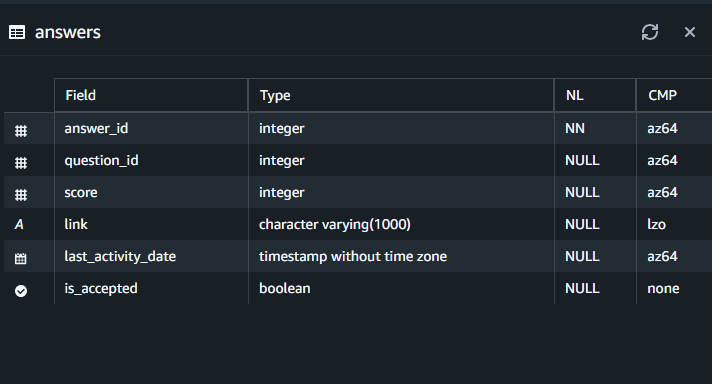 answers
Field Type NL CMP
answer_id integer NN az64
question_id integer NULL az64
score integer NULL az64
A link character varying(1000) NULL lzo
last_activity_date timestamp without time zone NULL az64
is_accepted boolean NULL none